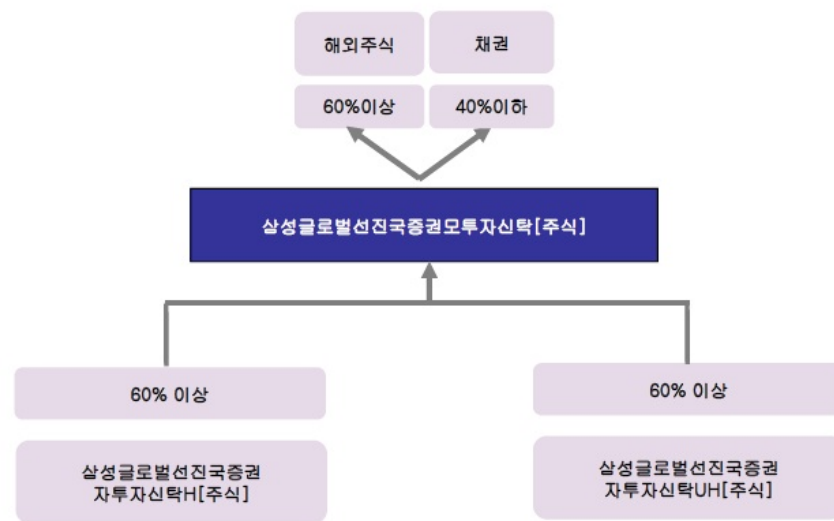 해외주식
채권
60%이상
40%이하
삼성글로벌선진국증권모투자신탁[주식]
60% 이상
60% 이상
삼성글로벌선진국증권
자투자신탁H[주식]
삼성글로벌선진국증권
자투자신탁UH[주식]